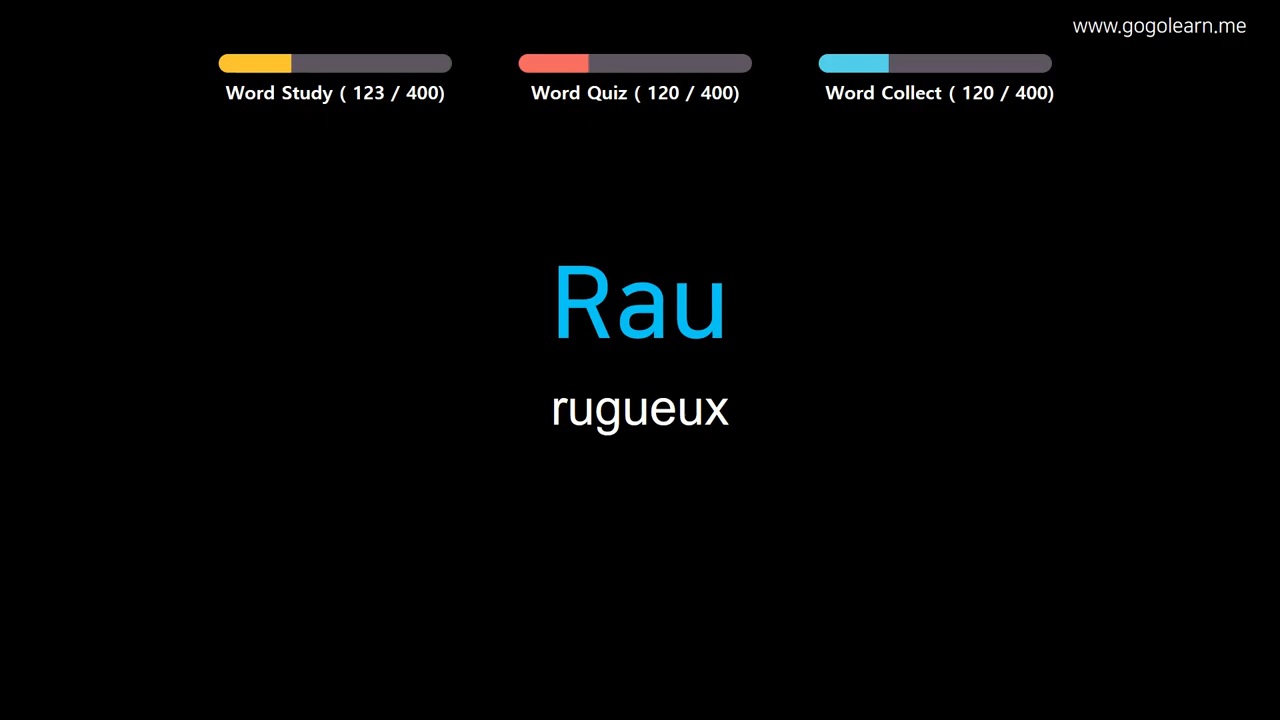 www.gogolearn.me
Word Study ( 123 / 400)
Word Quiz ( 120 / 400)
Word Collect ( 120 / 400)
Rau
rugueux